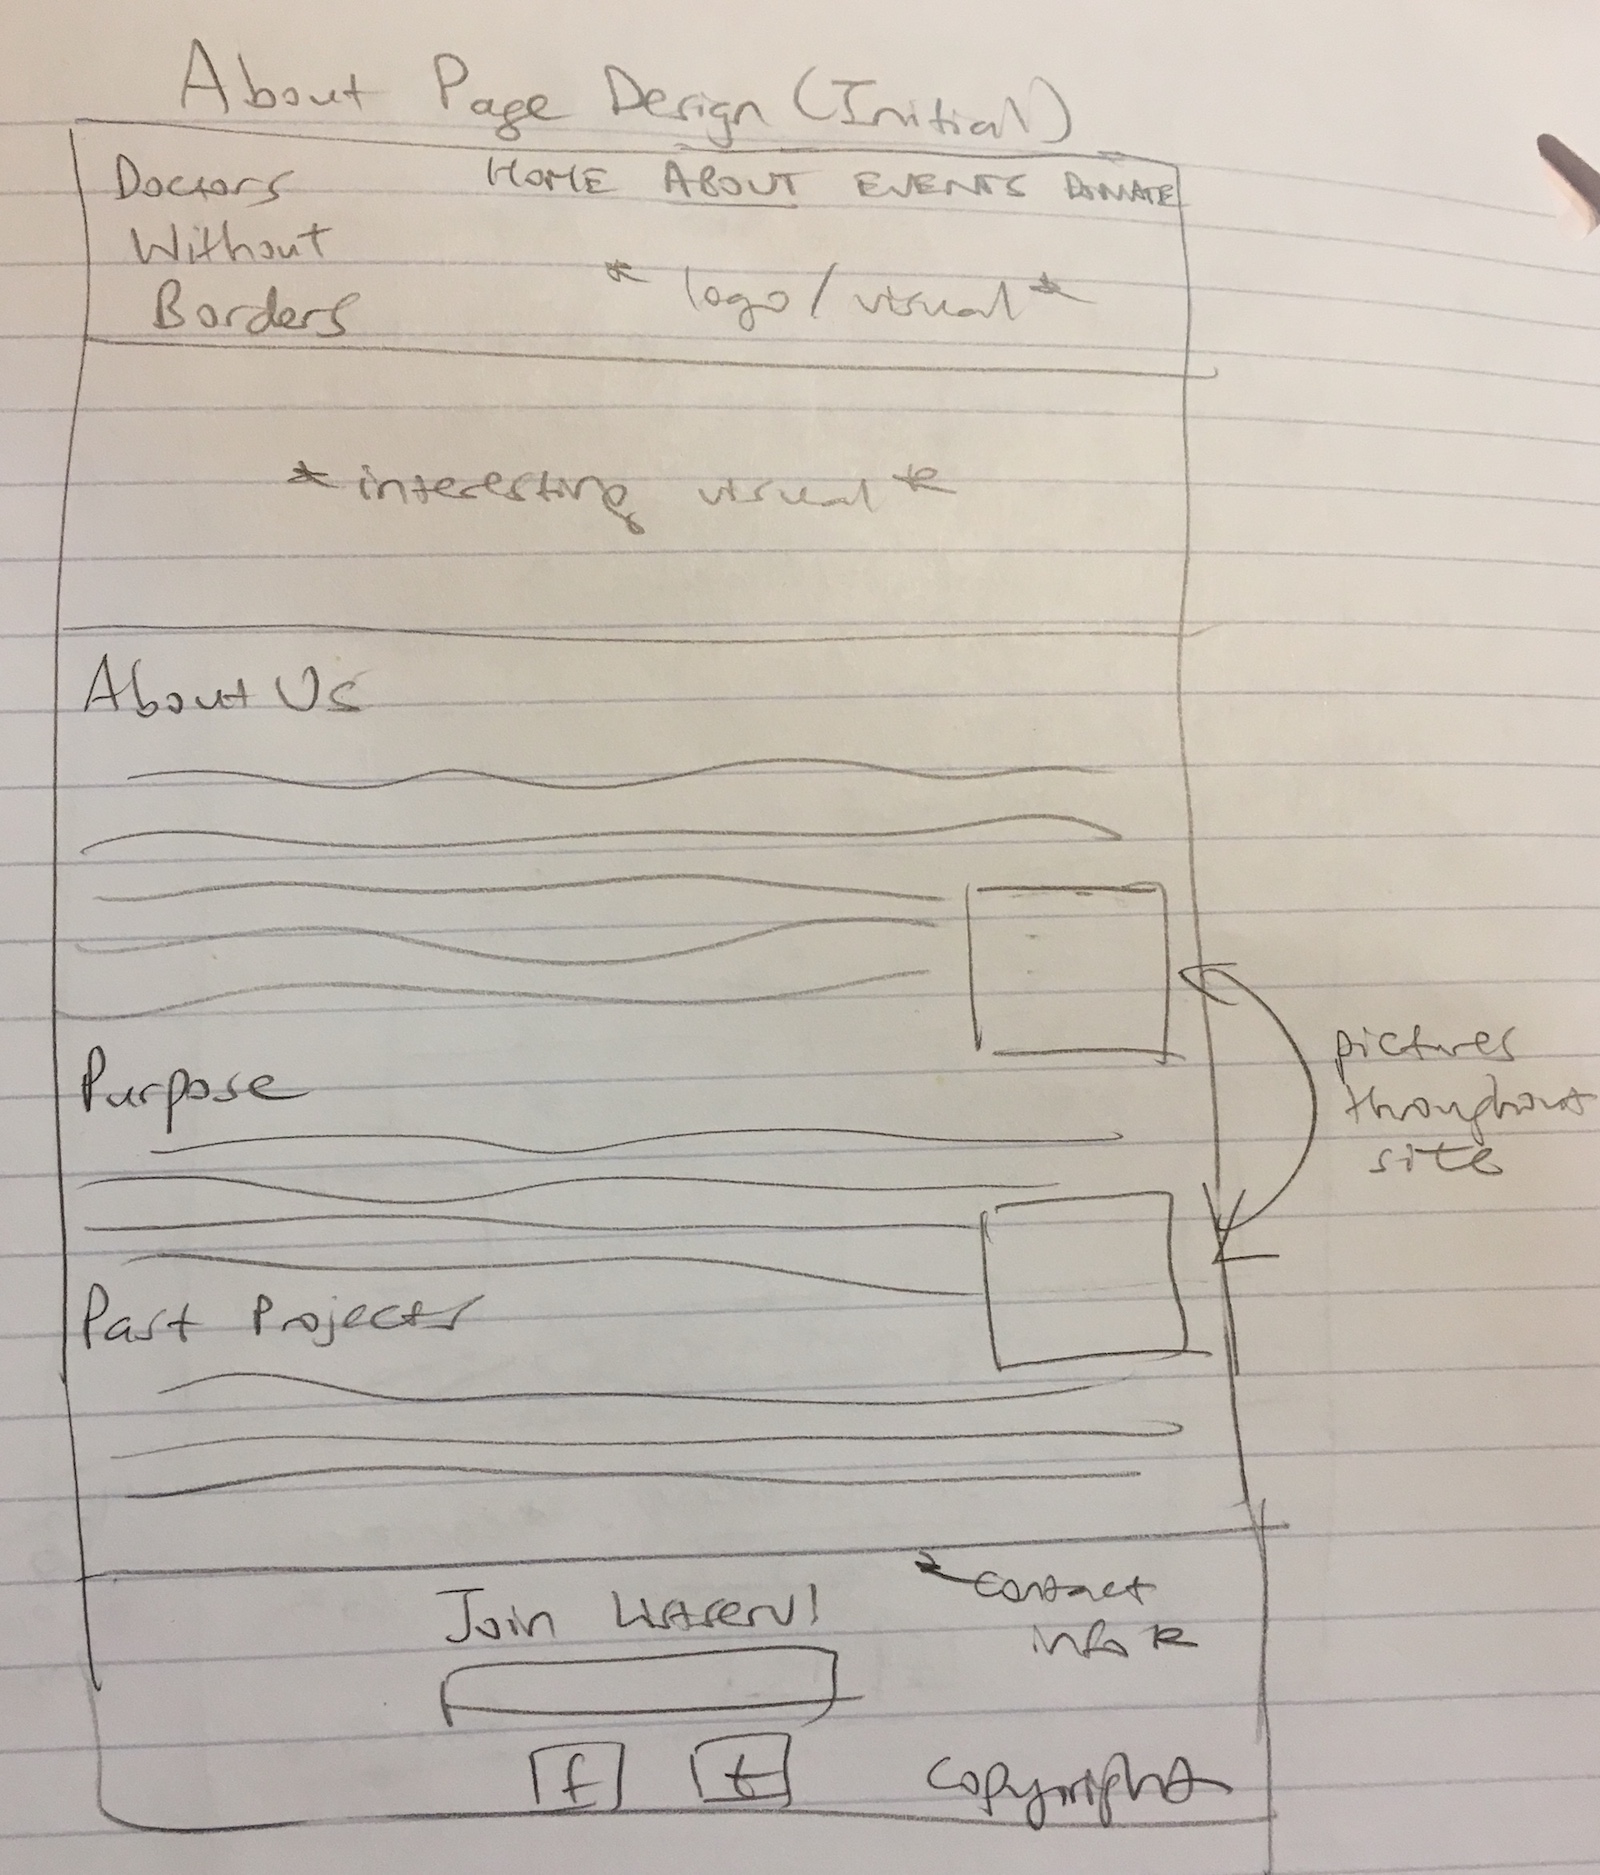 About Page Design (Initial)
Doctors HOME ABOUT EVENTS DONATE
Without
Borders
* logo/visual *
* interesting visual *
About Us
pictures
throughout
site
Purpose
Past Projects
Join Listserv!
* contact
info *
f t copyright